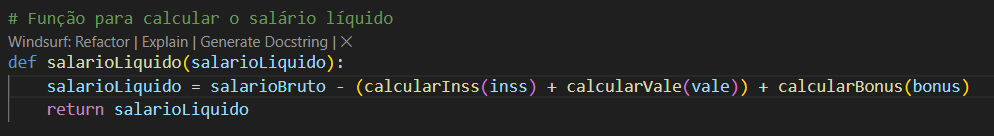 # Função para calcular o salário líquido
Windsurf: Refactor | Explain | Generate Docstring | ×
def salarioLiquido(salarioLiquido):
    salarioLiquido = salarioBruto - (calcularInss(inss) + calcularVale(vale)) + calcularBonus(bonus)
    return salarioLiquido